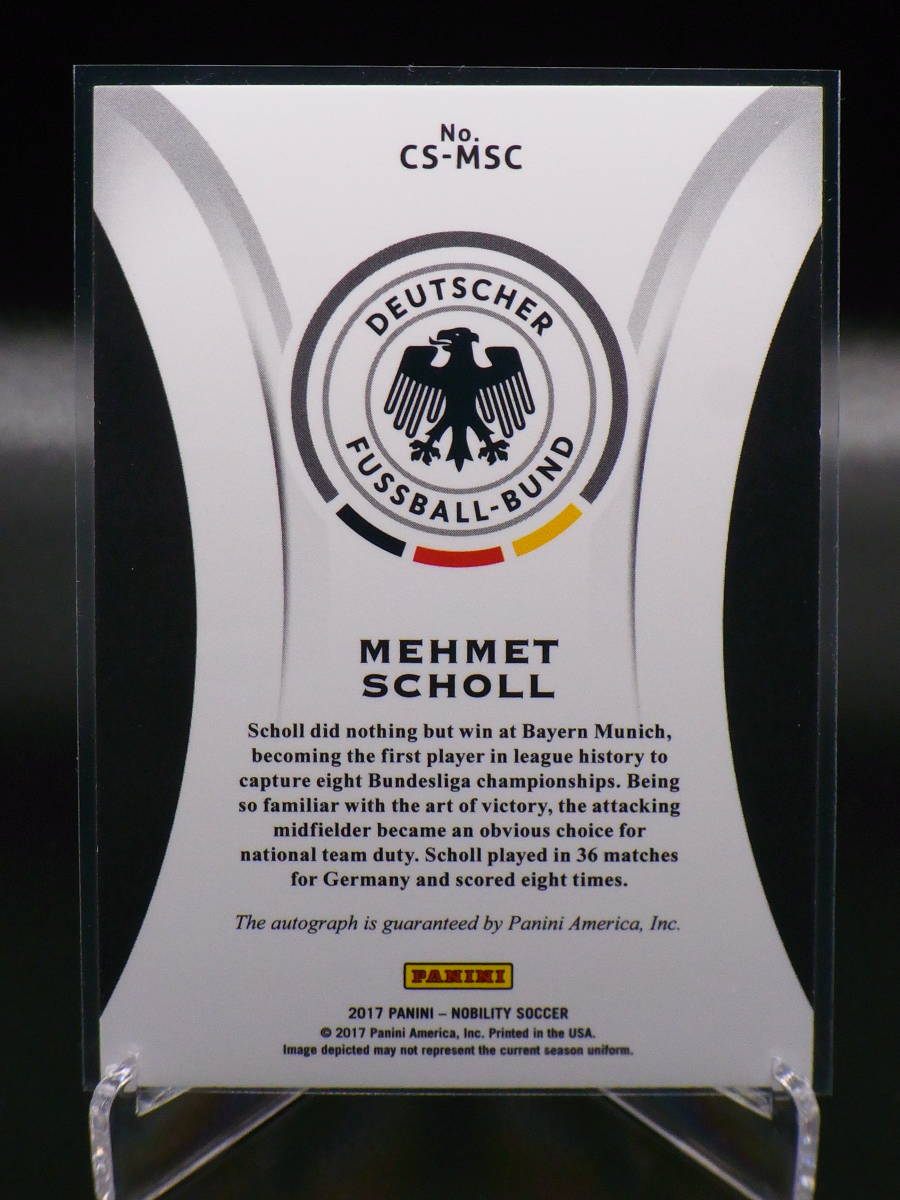 No.
CS-MSC
DEUTSCHER
FUSSBALL-BUND
MEHMET
SCHOLL
Scholl did nothing but win at Bayern Munich,
becoming the first player in league history to
capture eight Bundesliga championships. Being
so familiar with the art of victory, the attacking
midfielder became an obvious choice for
national team duty. Scholl played in 36 matches
for Germany and scored eight times.
The autograph is guaranteed by Panini America, Inc.
PANINI
2017 PANINI – NOBILITY SOCCER
© 2017 Panini America, Inc. Printed in the USA.
Image depicted may not represent the current season uniform.